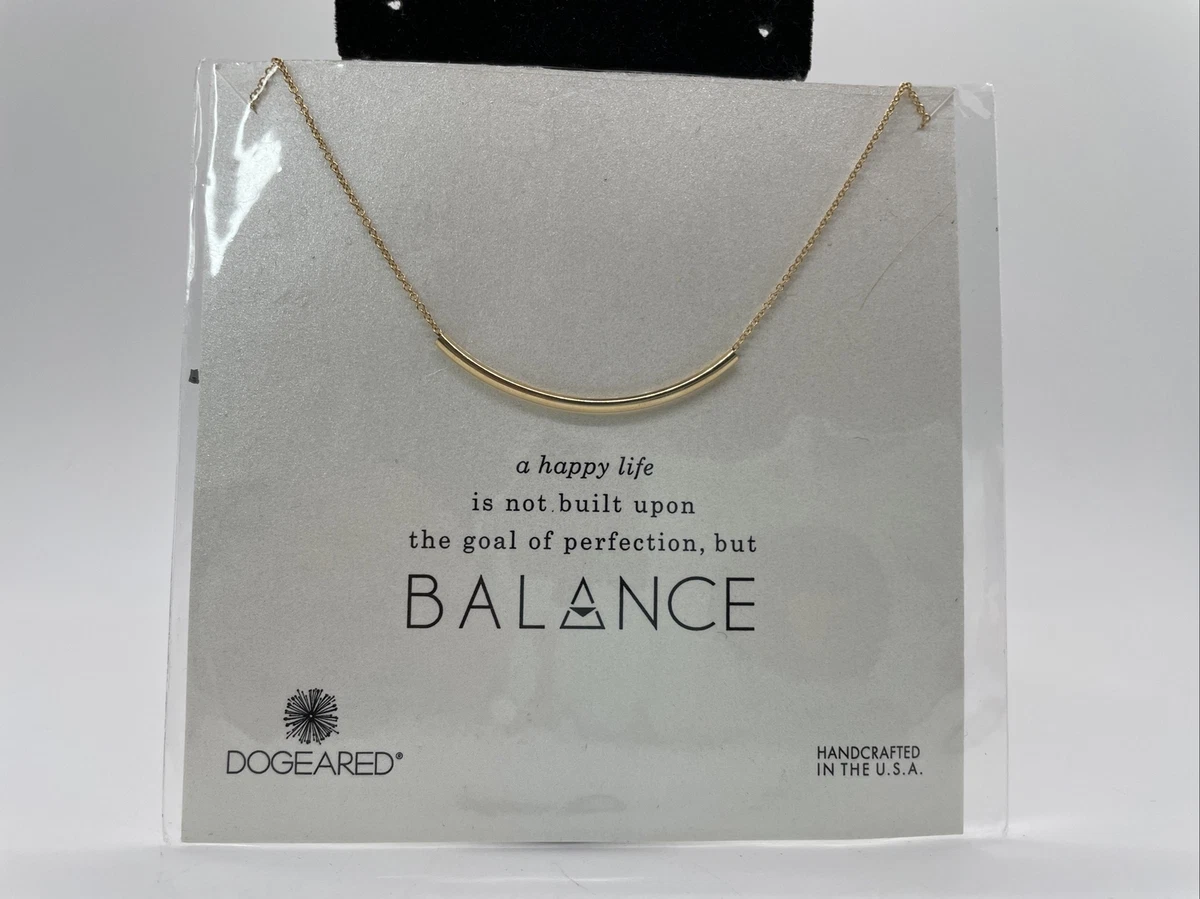 a happy life
is not built upon
the goal of perfection, but
BALANCE
DOGEARED®
HANDCRAFTED
IN THE U.S.A.